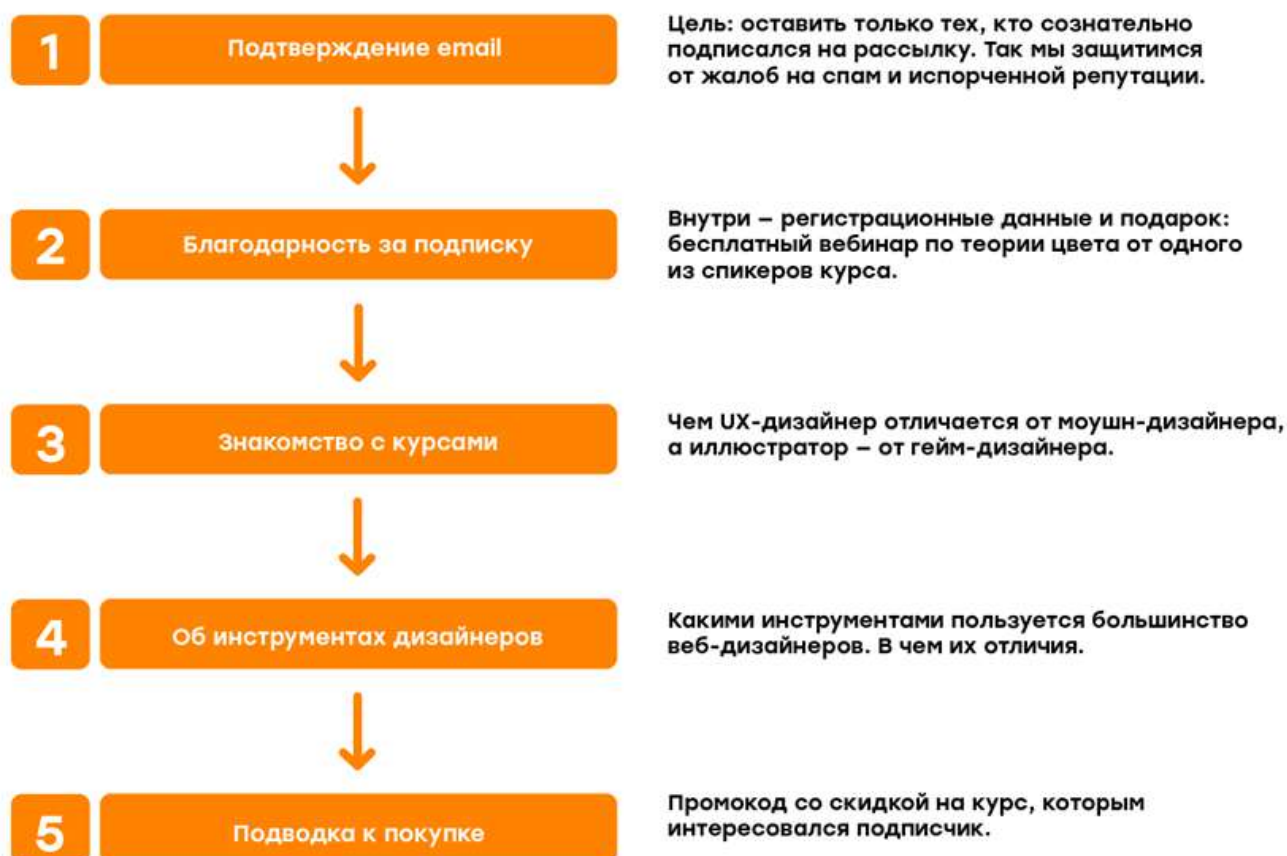 1
Подтверждение email
Цель: оставить только тех, кто сознательно
подписался на рассылку. Так мы защитимся
от жалоб на спам и испорченной репутации.
2
Благодарность за подписку
Внутри – регистрационные данные и подарок:
бесплатный вебинар по теории цвета от одного
из спикеров курса.
3
Знакомство с курсами
Чем UX-дизайнер отличается от моушн-дизайнера,
а иллюстратор – от гейм-дизайнера.
4
Об инструментах дизайнеров
Какими инструментами пользуется большинство
веб-дизайнеров. В чем их отличия.
5
Подводка к покупке
Промокод со скидкой на курс, которым
интересовался подписчик.